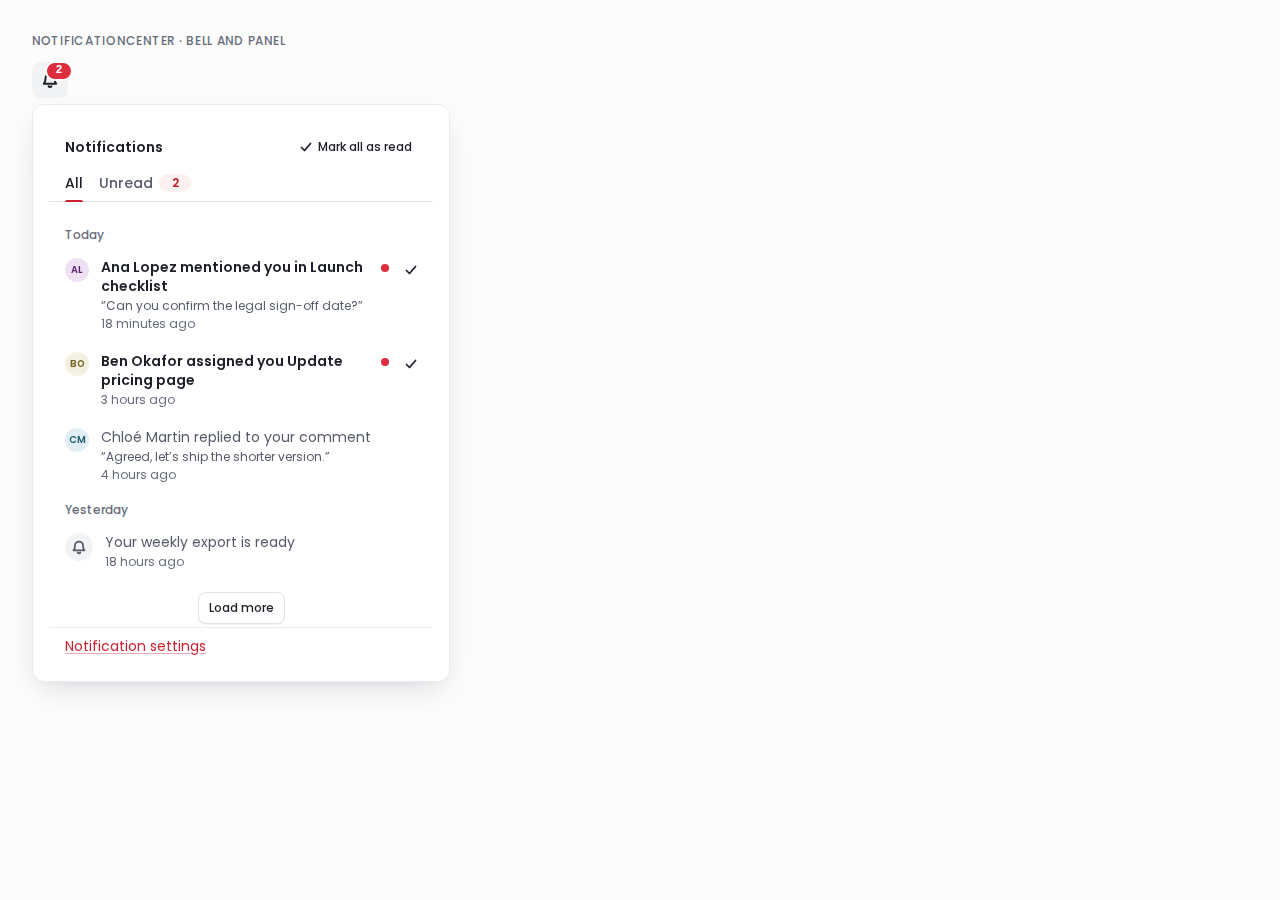 NOTIFICATIONCENTER · BELL AND PANEL
2
Notifications
Mark all as read
All
Unread
2
Today
AL
Ana Lopez mentioned you in Launch
checklist
“Can you confirm the legal sign-off date?”
18 minutes ago
BO
Ben Okafor assigned you Update
pricing page
3 hours ago
CM
Chloé Martin replied to your comment
“Agreed, let’s ship the shorter version.”
4 hours ago
Yesterday
Your weekly export is ready
18 hours ago
Load more
Notification settings